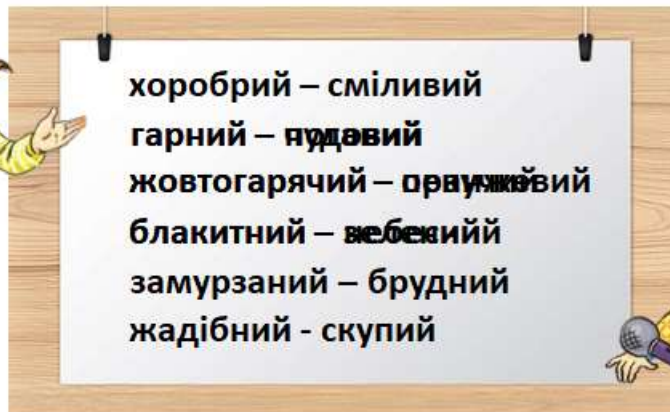 хоробрий – сміливий
гарний –
жовтогарячий –
блакитний –
замурзаний – брудний
жадібний - скупий